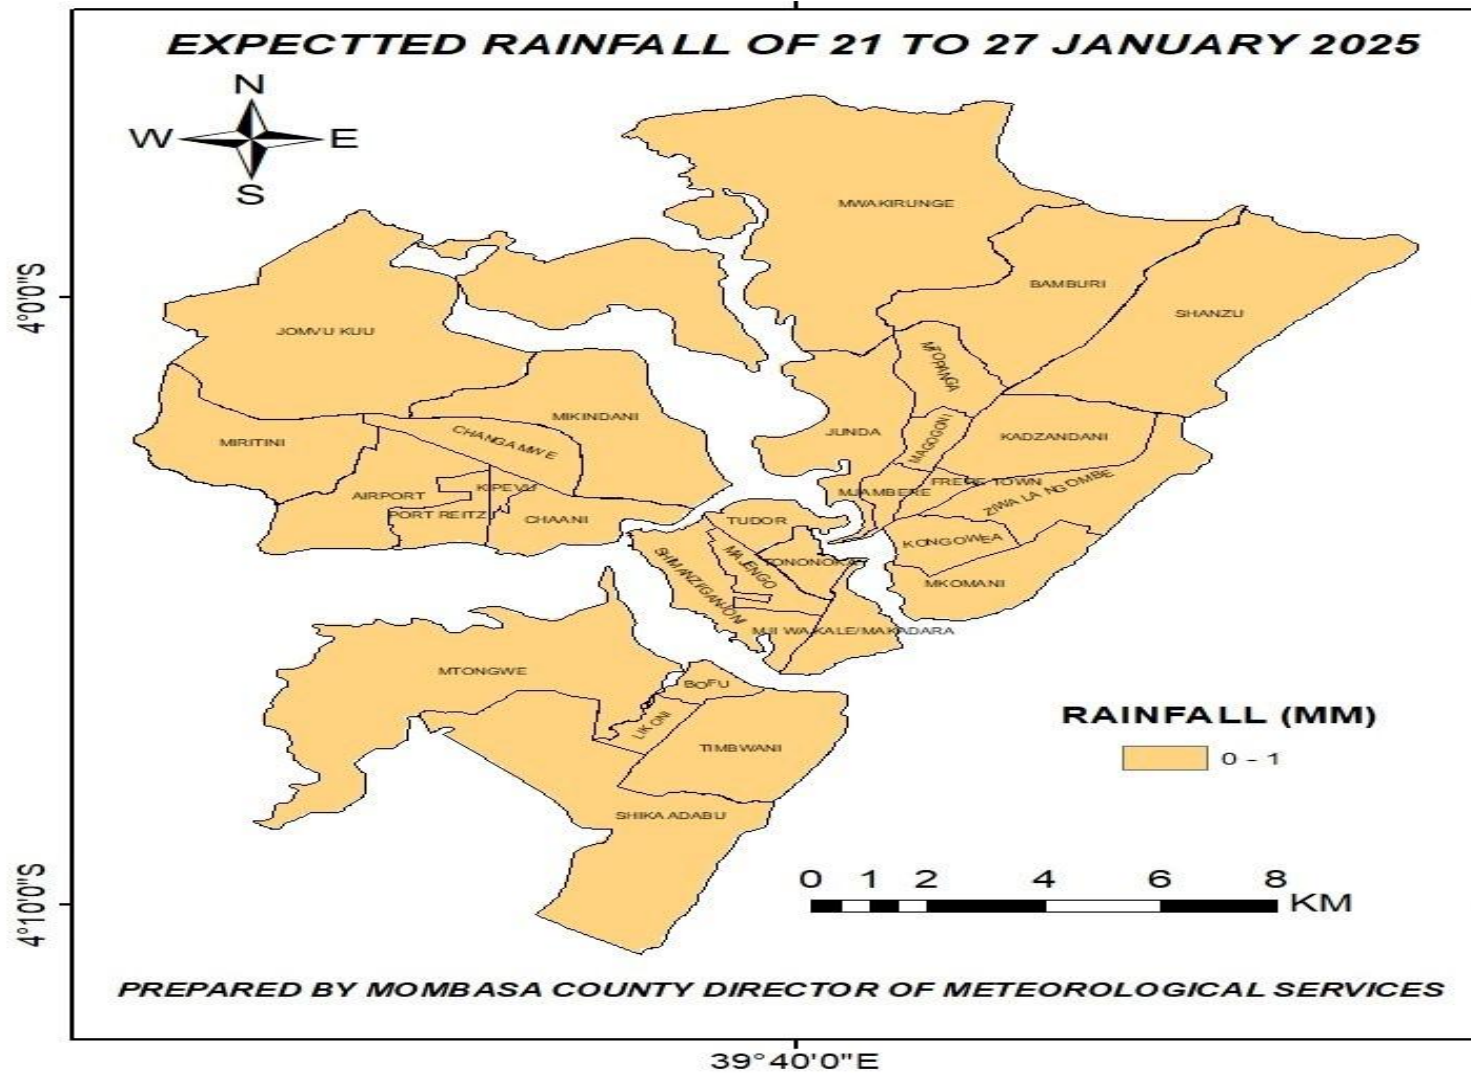 EXPECTTED RAINFALL OF 21 TO 27 JANUARY 2025
N
W E
S
MWAKIRUNGE
4°0'0"S
BAMBURI
SHANZU
JOMVU KUU
MTOPANGA
MIKINDANI
MIRITINI
CHANGAMWE
JUNDA
MAGOGONI
KADZANDANI
AIRPORT
KIPEVU
MJAMBERE
FRERE TOWN
ZIWA LA NGOMBE
PORT REITZ
CHAANI
TUDOR
KONGOWEA
SHIMANZI/GANJONI
MAJENGO
TONONOKA
MKOMANI
MJI WA KALE/MAKADARA
MTONGWE
BOFU
LIKONI
TIMBWANI
RAINFALL (MM)
0 - 1
SHIKA ADABU
4°10'0"S
0 1 2 4 6 8
KM
PREPARED BY MOMBASA COUNTY DIRECTOR OF METEOROLOGICAL SERVICES
39°40'0"E